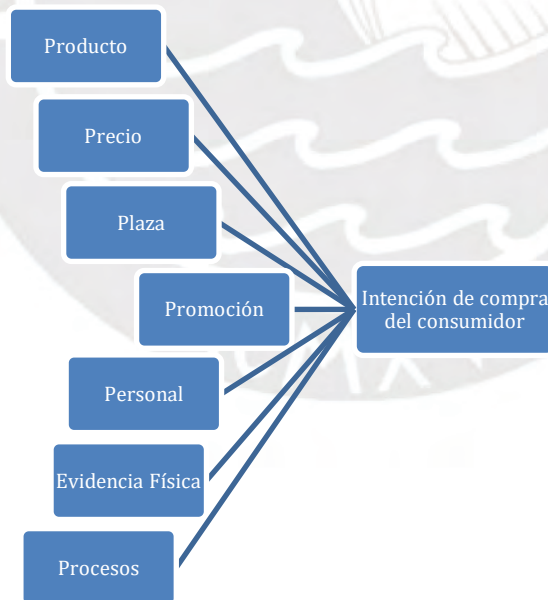 Producto
Precio
Plaza
Promoción
Intención de compra
del consumidor
Personal
Evidencia Física
Procesos